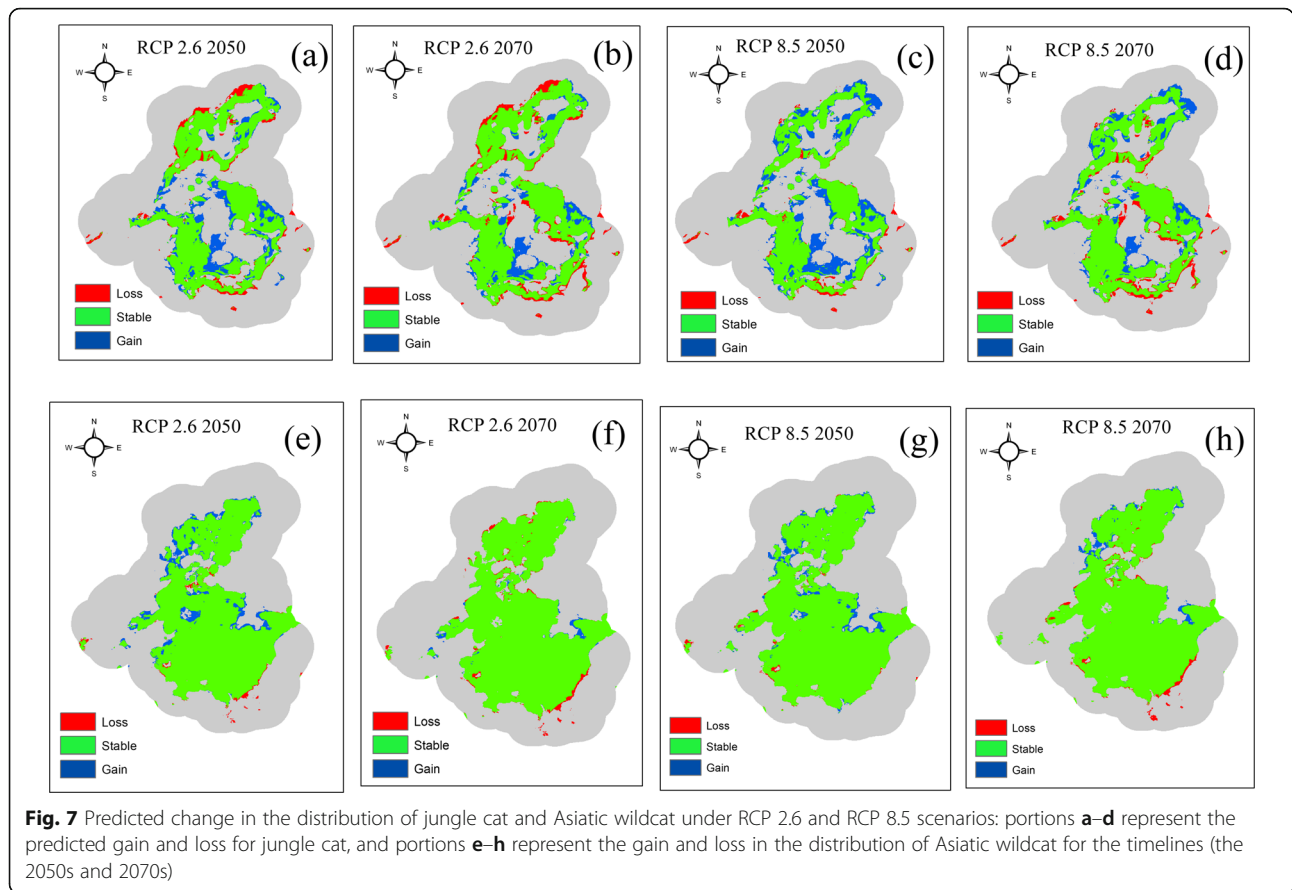 RCP 2.6 2050
(a)
N
W E
S
Loss
Stable
Gain
RCP 2.6 2070
(b)
N
W E
S
Loss
Stable
Gain
RCP 8.5 2050
(c)
N
W E
S
Loss
Stable
Gain
RCP 8.5 2070
(d)
N
W E
S
Loss
Stable
Gain
RCP 2.6 2050
(e)
N
W E
S
Loss
Stable
Gain
RCP 2.6 2070
(f)
N
W E
S
Loss
Stable
Gain
RCP 8.5 2050
(g)
N
W E
S
Loss
Stable
Gain
RCP 8.5 2070
(h)
N
W E
S
Loss
Stable
Gain
Fig. 7 Predicted change in the distribution of jungle cat and Asiatic wildcat under RCP 2.6 and RCP 8.5 scenarios: portions a–d represent the
predicted gain and loss for jungle cat, and portions e–h represent the gain and loss in the distribution of Asiatic wildcat for the timelines (the
2050s and 2070s)